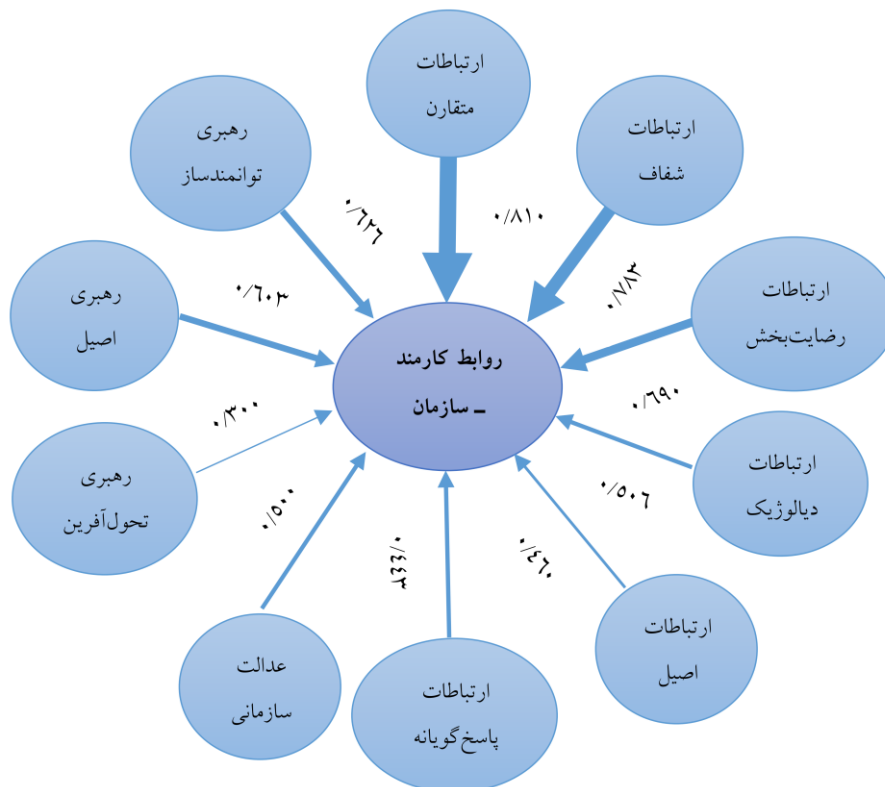 ارتباطات
متقارن
ارتباطات
شفاف
ارتباطات
رضایت‌بخش
ارتباطات
دیالوژیک
ارتباطات
اصیل
ارتباطات
پاسخ‌گویانه
عدالت
سازمانی
رهبری
تحول‌آفرین
رهبری
اصیل
رهبری
توانمندساز
روابط کارمند
ـ سازمان
۰/۸۱۰
۰/۷۸۳
۰/۶۹۰
۰/۵۰۶
۰/۴۶۰
۰/۴۴۳
۰/۵۰۰
۰/۳۰۰
۰/۶۰۳
۰/۶۲۶